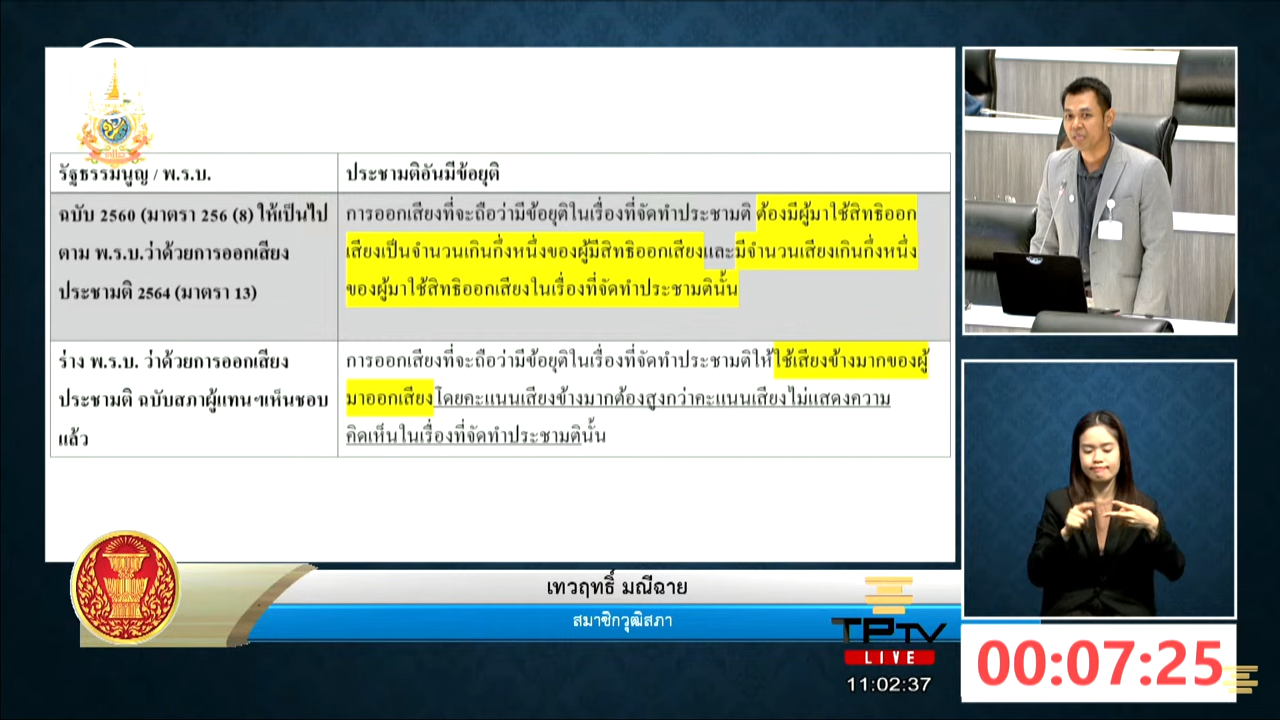 รัฐธรรมนูญ / พ.ร.บ.
ประชามติอันมีข้อยุติ
ฉบับ 2560 (มาตรา 256 (8) ให้เป็นไป
ตาม พ.ร.บ.ว่าด้วยการออกเสียง
ประชามติ 2564 (มาตรา 13)
การออกเสียงที่จะถือว่ามีข้อยุติในเรื่องที่จัดทำประชามติ ต้องมีผู้มาใช้สิทธิออก
เสียงเป็นจำนวนเกินกึ่งหนึ่งของผู้มีสิทธิออกเสียงและมีจำนวนเสียงเกินกึ่งหนึ่ง
ของผู้มาใช้สิทธิออกเสียงในเรื่องที่จัดทำประชามตินั้น
ร่าง พ.ร.บ. ว่าด้วยการออกเสียง
ประชามติ ฉบับสภาผู้แทนฯเห็นชอบ
แล้ว
การออกเสียงที่จะถือว่ามีข้อยุติในเรื่องที่จัดทำประชามติให้ใช้เสียงข้างมากของผู้
มาออกเสียงโดยคะแนนเสียงข้างมากต้องสูงกว่าคะแนนเสียงไม่แสดงความ
คิดเห็นในเรื่องที่จัดทำประชามตินั้น
เทวฤทธิ์ มณีฉาย
สมาชิกวุฒิสภา
TPTV
LIVE
11:02:37
00:07:25